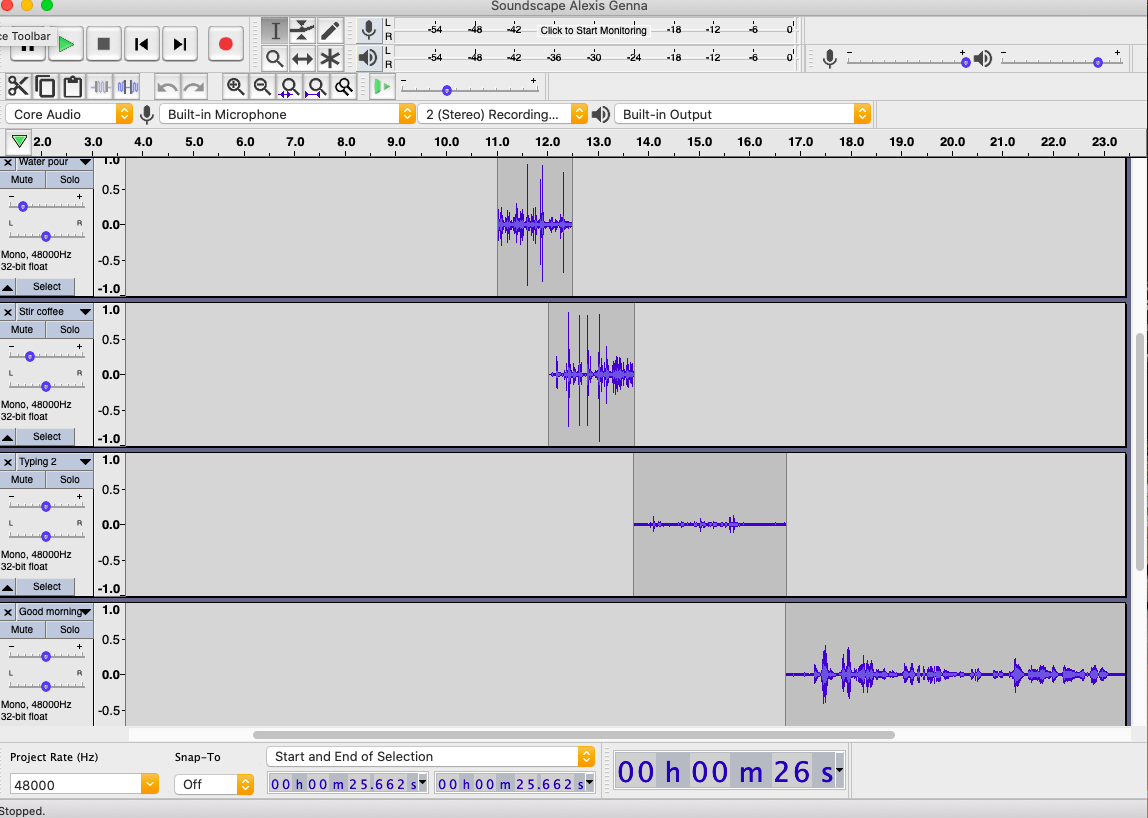 Soundscape Alexis Genna
ce Toolbar
L
R
-54 -48 -42 Click to Start Monitoring -18 -12 -6 0
L
R
-54 -48 -42 -36 -30 -24 -18 -12 -6 0
- +
- +
- +
Core Audio Built-in Microphone 2 (Stereo) Recording... Built-in Output
2.0 3.0 4.0 5.0 6.0 7.0 8.0 9.0 10.0 11.0 12.0 13.0 14.0 15.0 16.0 17.0 18.0 19.0 20.0 21.0 22.0 23.0
Water pour 1.0
Mute Solo 0.5
- +
L R 0.0
Mono, 48000Hz -0.5
32-bit float
Select -1.0
Stir coffee 1.0
Mute Solo 0.5
- +
L R 0.0
Mono, 48000Hz -0.5
32-bit float
Select -1.0
Typing 2 1.0
Mute Solo 0.5
- +
L R 0.0
Mono, 48000Hz -0.5
32-bit float
Select -1.0
Good morning 1.0
Mute Solo 0.5
- +
L R 0.0
Mono, 48000Hz -0.5
32-bit float
Project Rate (Hz) Snap-To Start and End of Selection
48000 Off 00 h 00 m 25.662 s 00 h 00 m 25.662 s 00 h 00 m 26 s
Stopped.